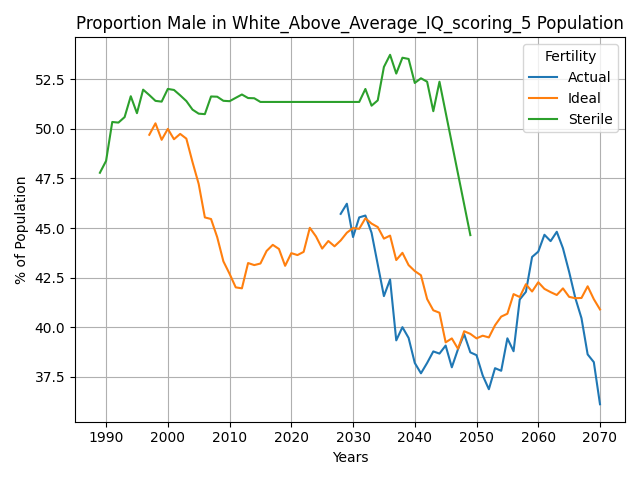 Proportion Male in White_Above_Average_IQ_scoring_5 Population
% of Population
52.5
50.0
47.5
45.0
42.5
40.0
37.5
Fertility
Actual
Ideal
Sterile
1990 2000 2010 2020 2030 2040 2050 2060 2070
Years